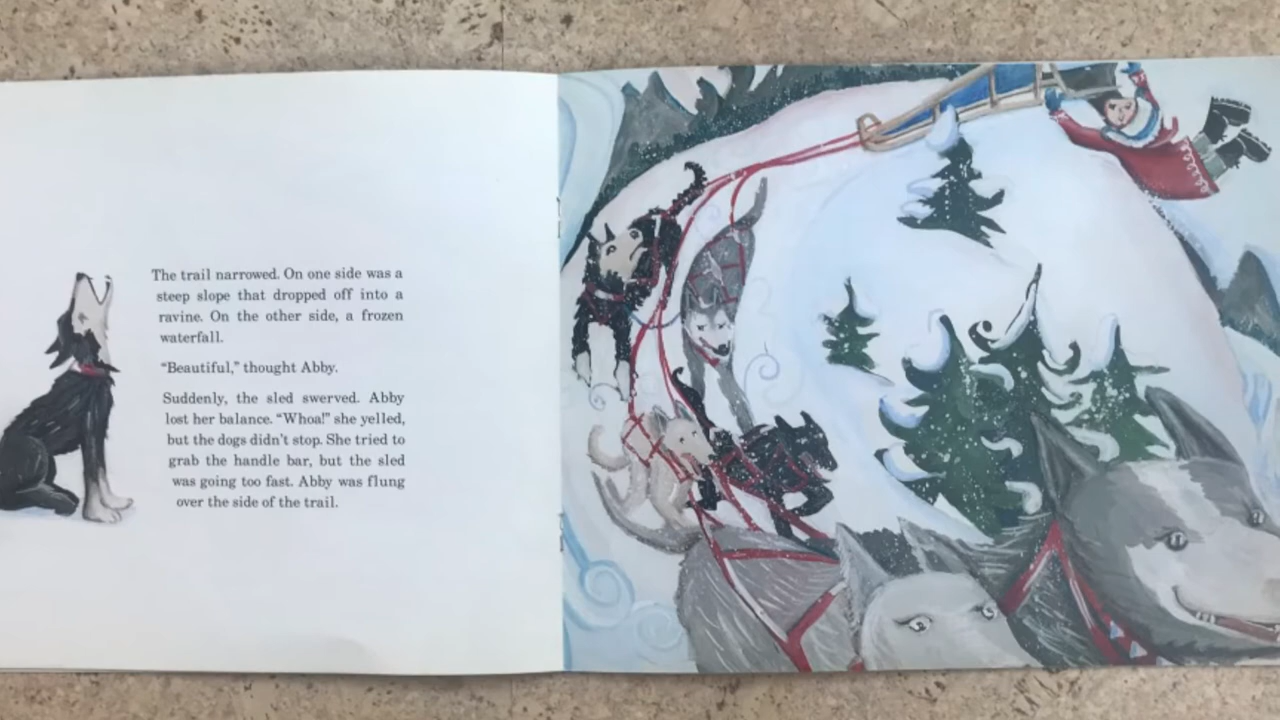 The trail narrowed. On one side was a
steep slope that dropped off into a
ravine. On the other side, a frozen
waterfall.
“Beautiful,” thought Abby.
Suddenly, the sled swerved. Abby
lost her balance. “Whoa!” she yelled,
but the dogs didn’t stop. She tried to
grab the handle bar, but the sled
was going too fast. Abby was flung
over the side of the trail.